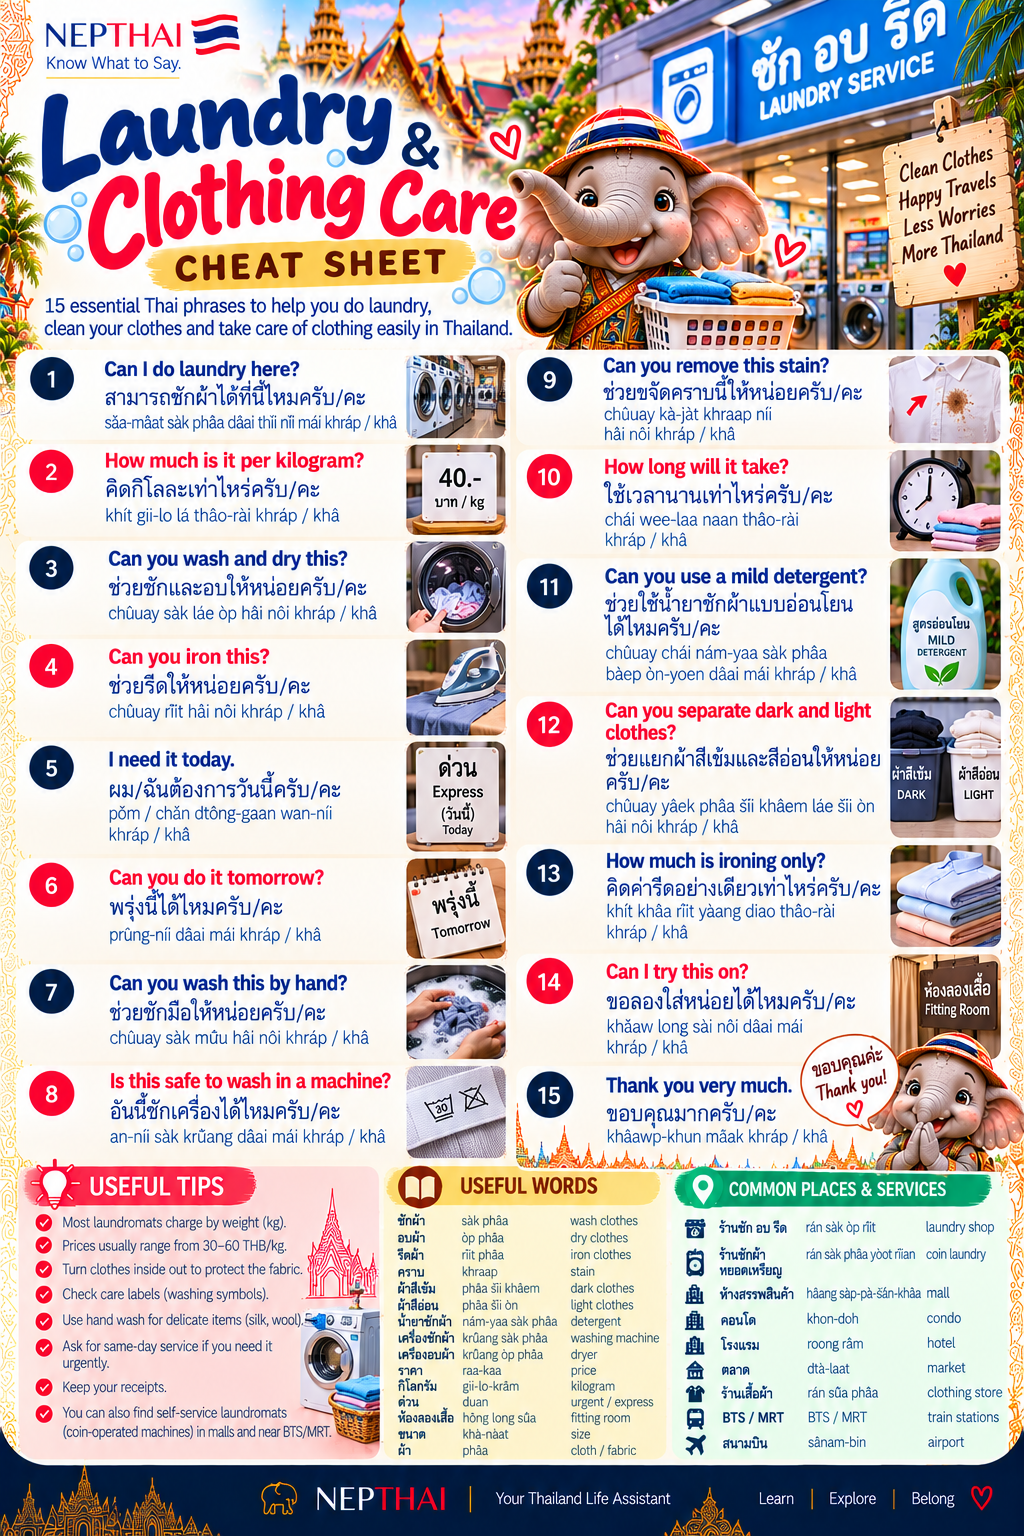 NEPTHAI
Know What to Say.
ซัก อบ รีด
LAUNDRY SERVICE
Laundry &
Clothing Care
CHEAT SHEET
15 essential Thai phrases to help you do laundry,
clean your clothes and take care of clothing easily in Thailand.
Clean Clothes
Happy Travels
Less Worries
More Thailand
1
Can I do laundry here?
สามารถซักผ้าได้ที่นี้ไหมครับ/คะ
sǎa-mâat sàk phâa dâai thîi nîi mái khráp / khâ
2
How much is it per kilogram?
คิดกิโลละเท่าไหร่ครับ/คะ
khít gii-lo lá thâo-rài khráp / khâ
40.-
บาท / kg
3
Can you wash and dry this?
ช่วยซักและอบให้หน่อยครับ/คะ
chûuay sàk láe òp hâi nôi khráp / khâ
4
Can you iron this?
ช่วยรีดให้หน่อยครับ/คะ
chûuay rîit hâi nôi khráp / khâ
5
I need it today.
ผม/ฉันต้องการวันนี้ครับ/คะ
pǒm / chǎn dtông-gaan wan-níi
khráp / khâ
ด่วน
Express
(วันนี้)
Today
6
Can you do it tomorrow?
พรุ่งนี้ได้ไหมครับ/คะ
prûng-níi dâai mái khráp / khâ
พรุ่งนี้
Tomorrow
7
Can you wash this by hand?
ช่วยซักมือให้หน่อยครับ/คะ
chûuay sàk mǔu hâi nôi khráp / khâ
8
Is this safe to wash in a machine?
อันนี้ซักเครื่องได้ไหมครับ/คะ
an-níi sàk krûang dâai mái khráp / khâ
30
9
Can you remove this stain?
ช่วยขจัดคราบนี้ให้หน่อยครับ/คะ
chûuay kà-jàt khraap níi
hâi nôi khráp / khâ
10
How long will it take?
ใช้เวลานานเท่าไหร่ครับ/คะ
chái wee-laa naan thâo-rài
khráp / khâ
11
Can you use a mild detergent?
ช่วยใช้น้ำยาซักผ้าแบบอ่อนโยน
ได้ไหมครับ/คะ
chûuay chái nám-yaa sàk phâa
bàep òn-yoen dâai mái khráp / khâ
สูตรอ่อนโยน
MILD
DETERGENT
12
Can you separate dark and light
clothes?
ช่วยแยกผ้าสีเข้มและสีอ่อนให้หน่อย
ครับ/คะ
chûuay yâek phâa šii khâem láe šii òn
hâi nôi khráp / khâ
ผ้าสีเข้ม
DARK
ผ้าสีอ่อน
LIGHT
13
How much is ironing only?
คิดค่ารีดอย่างเดียวเท่าไหร่ครับ/คะ
khít khâa rîit yàang diao thâo-rài
khráp / khâ
14
Can I try this on?
ขอลองใส่หน่อยได้ไหมครับ/คะ
khǎaw long sài nôi dâai mái
khráp / khâ
ห้องลองเสื้อ
Fitting Room
15
Thank you very much.
ขอบคุณมากครับ/คะ
khâawp-khun mâak khráp / khâ
ขอบคุณค่ะ
Thank you!
USEFUL TIPS
Most laundromats charge by weight (kg).
Prices usually range from 30–60 THB/kg.
Turn clothes inside out to protect the fabric.
Check care labels (washing symbols).
Use hand wash for delicate items (silk, wool).
Ask for same-day service if you need it
urgently.
Keep your receipts.
You can also find self-service laundromats
(coin-operated machines) in malls and near BTS/MRT.
USEFUL WORDS
ซักผ้า sàk phâa wash clothes
อบผ้า òp phâa dry clothes
รีดผ้า rîit phâa iron clothes
คราบ khraap stain
ผ้าสีเข้ม phâa šii khâem dark clothes
ผ้าสีอ่อน phâa šii òn light clothes
น้ำยาซักผ้า nám-yaa sàk phâa detergent
เครื่องซักผ้า krûang sàk phâa washing machine
เครื่องอบผ้า krûang òp phâa dryer
ราคา raa-kaa price
กิโลกรัม gii-lo-krâm kilogram
ด่วน duan urgent / express
ห้องลองเสื้อ hông long sûa fitting room
ขนาด khà-nàat size
ผ้า phâa cloth / fabric
COMMON PLACES & SERVICES
ร้านซัก อบ รีด rán sàk òp rîit laundry shop
ร้านซักผ้า rán sàk phâa yòot rĩian coin laundry
หยอดเหรียญ
ห้างสรรพสินค้า hâang sàp-pà-šǎn-khâa mall
คอนโด khon-doh condo
โรงแรม roong râm hotel
ตลาด dtà-laat market
ร้านเสื้อผ้า rán sûa phâa clothing store
BTS / MRT BTS / MRT train stations
สนามบิน sânam-bin airport
NEPTHAI
Your Thailand Life Assistant
Learn | Explore | Belong